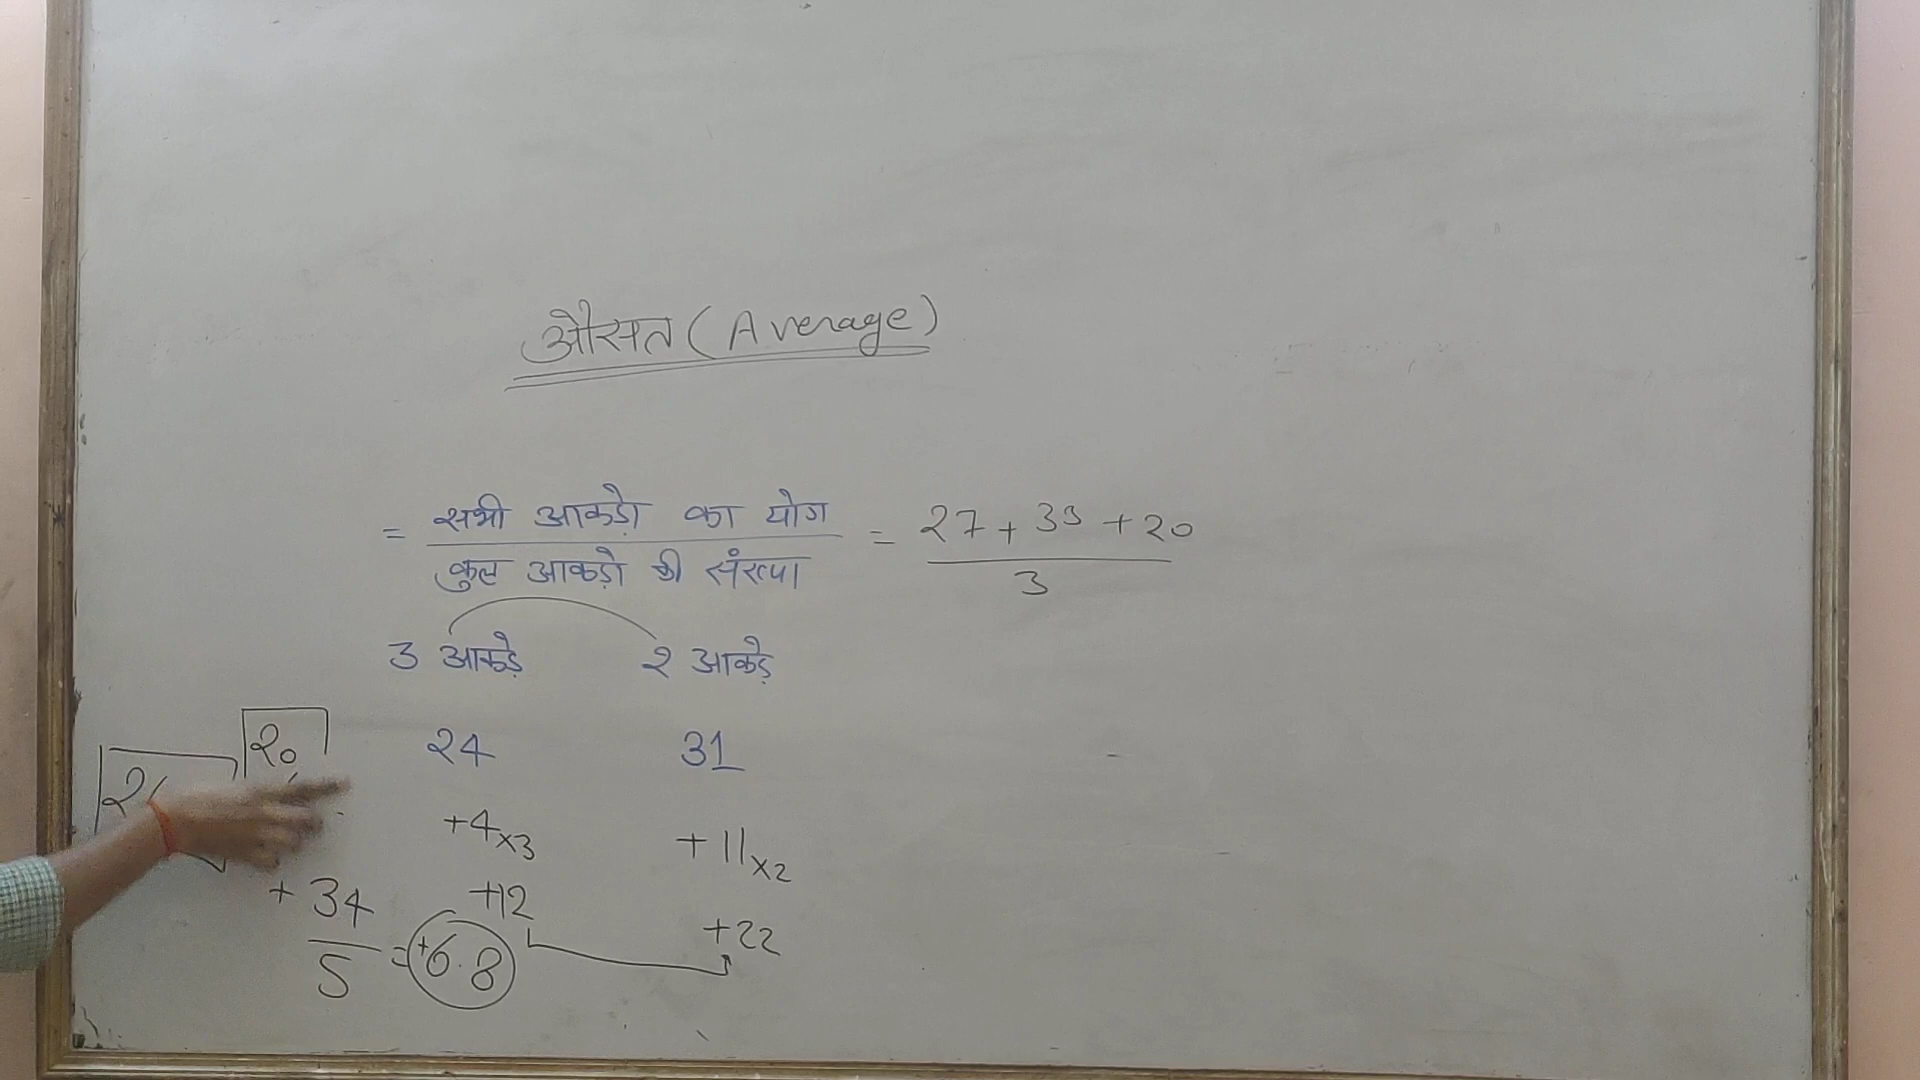 औसत (Average)
= सभी आकडो का योग / कुल आकड़ो की संख्या = 27 + 33 + 20 / 3
3 आकड़े 2 आकड़े
20 24 31
+4x3 +11x2
+ 34 / 5 = +6.8 +12 +22